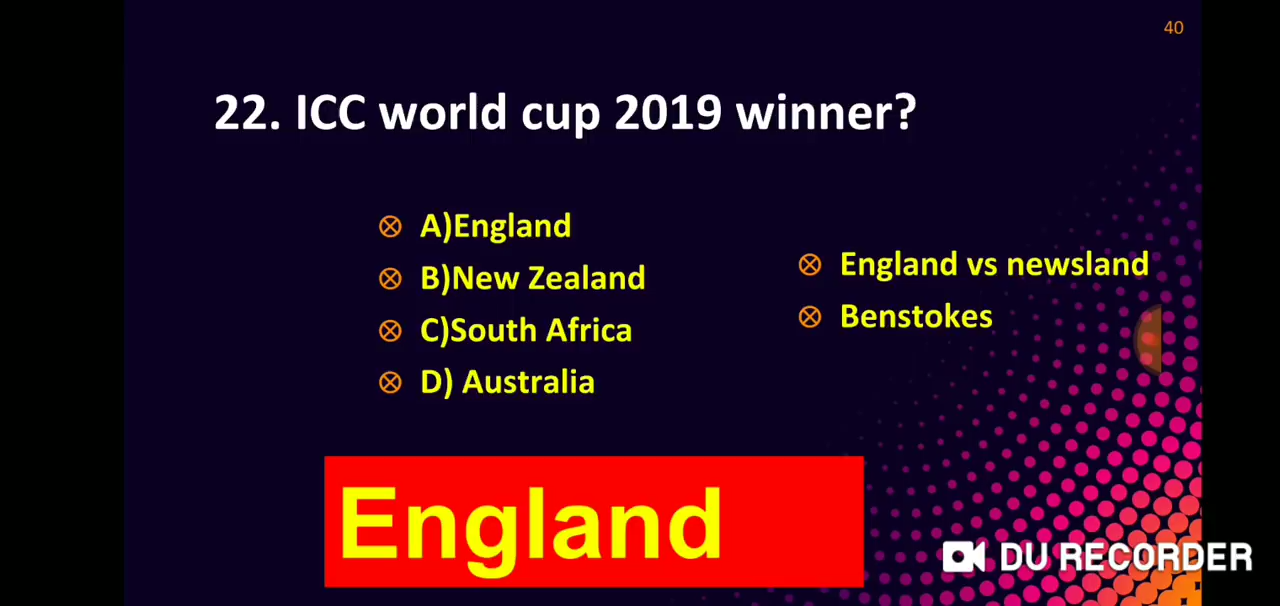 40
22. ICC world cup 2019 winner?
A)England
B)New Zealand
C)South Africa
D) Australia
England vs newsland
Benstokes
England
DU RECORDER